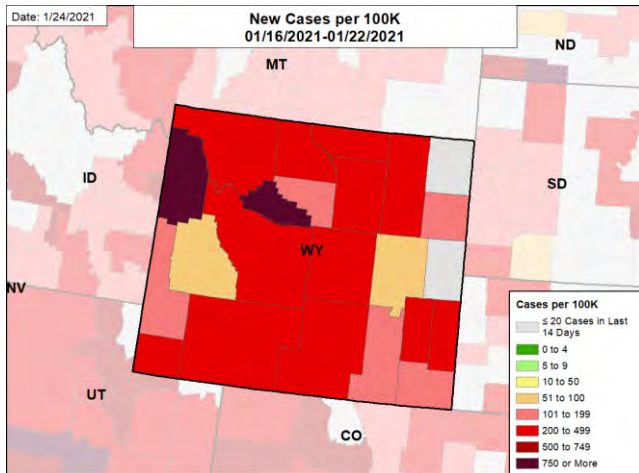 Date: 1/24/2021
New Cases per 100K
01/16/2021-01/22/2021
ND
MT
ID
SD
WY
NV
UT
CO
Cases per 100K
≤ 20 Cases in Last
14 Days
0 to 4
5 to 9
10 to 50
51 to 100
101 to 199
200 to 499
500 to 749
750 or More